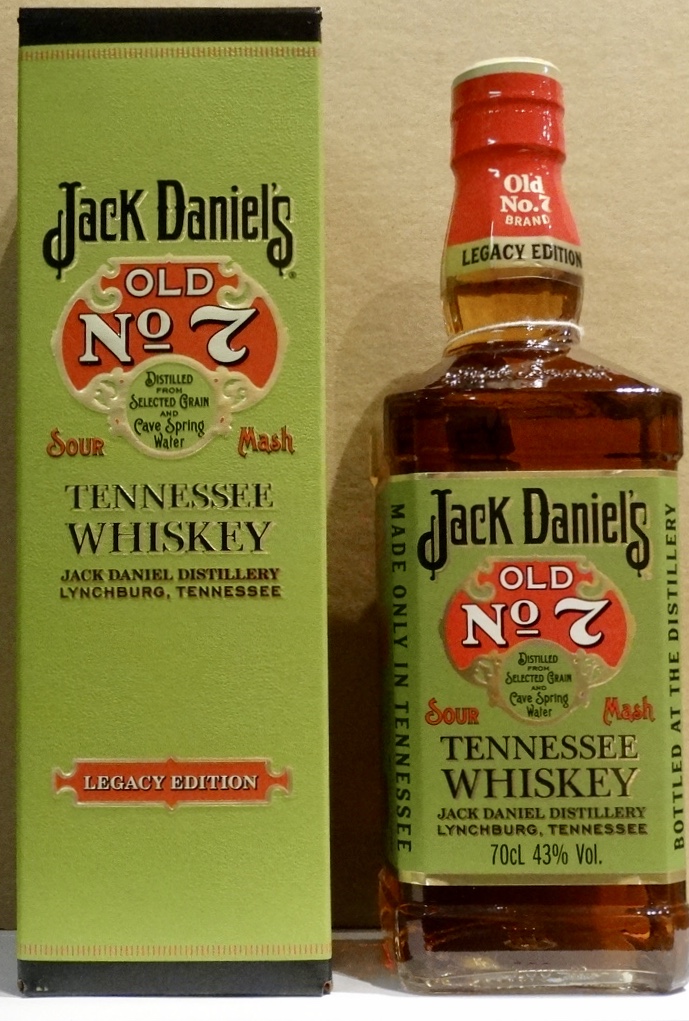 Jack Daniel's
OLD
No 7
DISTILLED
FROM
SELECTED GRAIN
AND
Cave Spring
Water
SOUR Mash
TENNESSEE
WHISKEY
JACK DANIEL DISTILLERY
LYNCHBURG, TENNESSEE
LEGACY EDITION
Old
No.7
BRAND
LEGACY EDITION
MADE ONLY IN TENNESSEE
Jack Daniel's
OLD
No 7
DISTILLED
FROM
SELECTED GRAIN
AND
Cave Spring
Water
SOUR Mash
TENNESSEE
WHISKEY
JACK DANIEL DISTILLERY
LYNCHBURG, TENNESSEE
70cL 43% Vol.
BOTTLED AT THE DISTILLERY